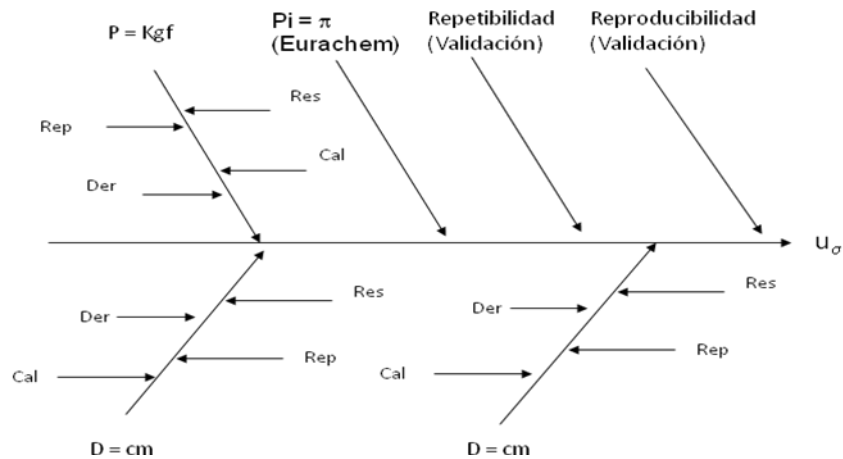 P = Kgf
Pi = π
(Eurachem)
Repetibilidad
(Validación)
Reproducibilidad
(Validación)
Res
Rep
Cal
Der
u σ
Res
Der
Rep
Cal
D = cm
Res
Der
Rep
Cal
D = cm